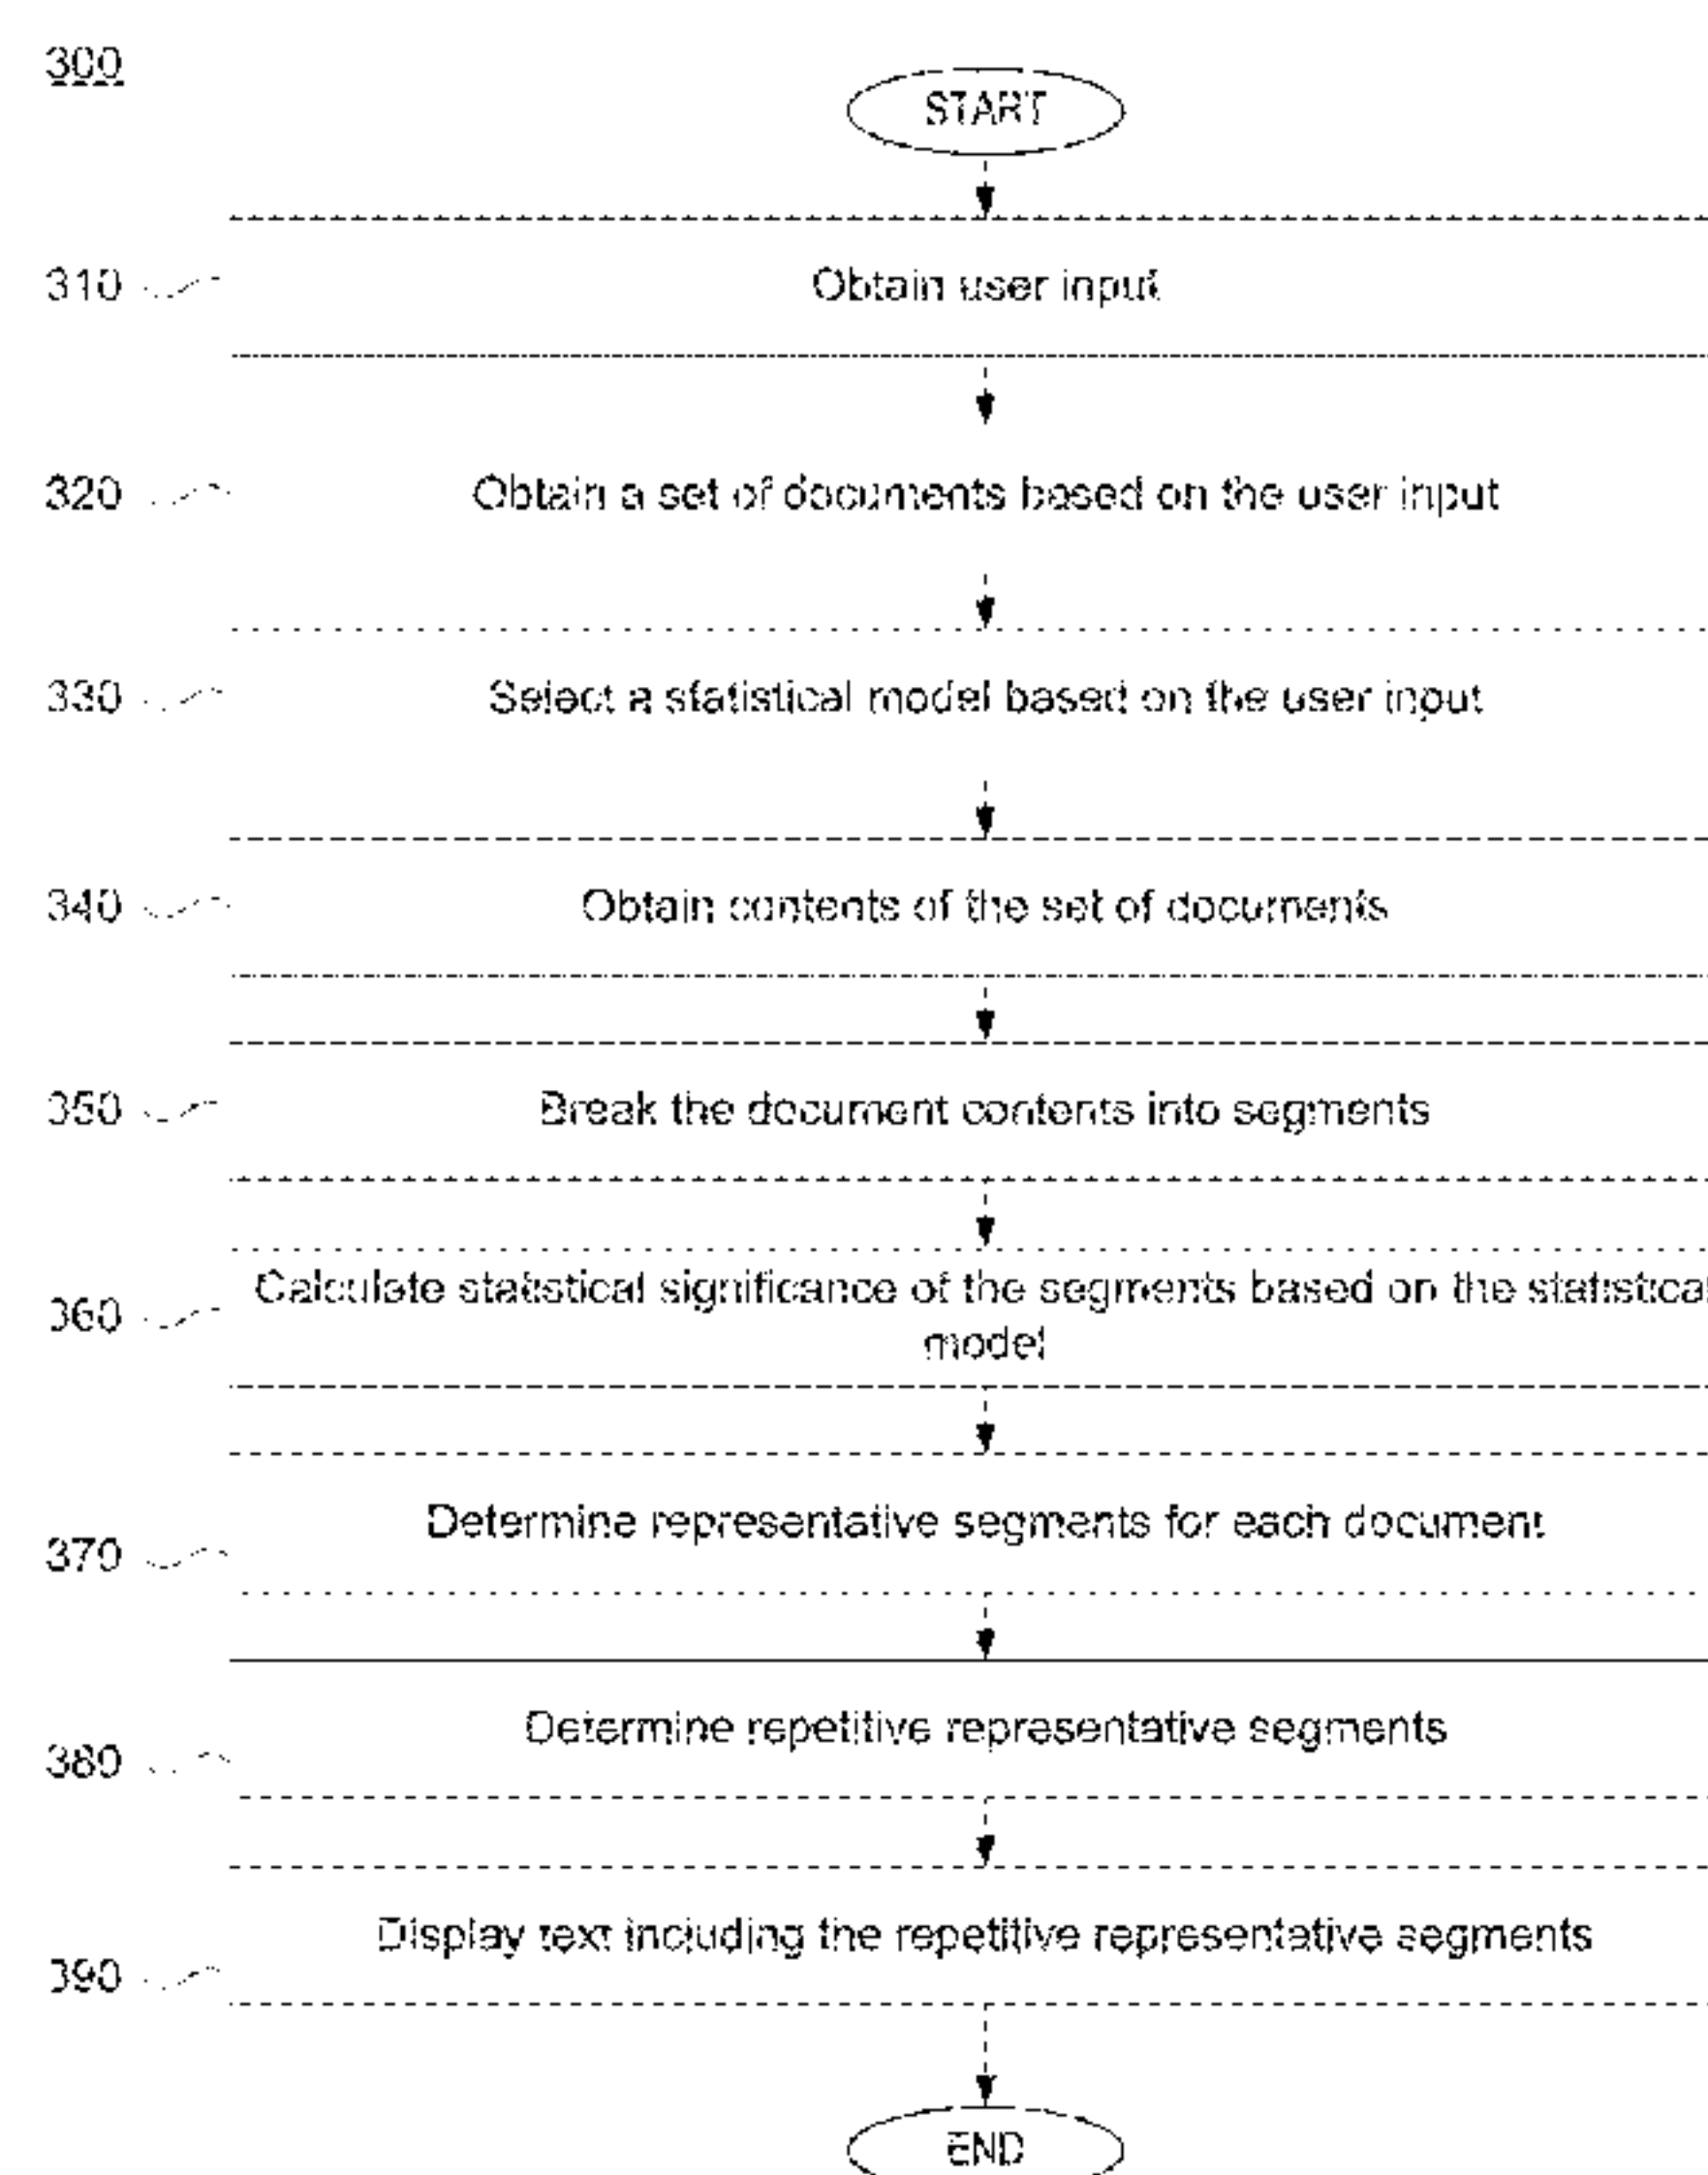 300
START
310 Obtain user input
320 Obtain a set of documents based on the user input
330 Select a statistical model based on the user input
340 Obtain contents of the set of documents
350 Break the document contents into segments
360 Calculate statistical significance of the segments based on the statistical
model
370 Determine representative segments for each document
380 Determine repetitive representative segments
390 Display text including the repetitive representative segments
END